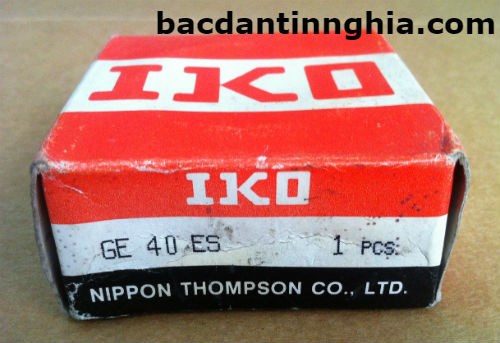 bacdantinnghia.com
IKO
IKO
GE 40 ES 1 PCS.
NIPPON THOMPSON CO., LTD.